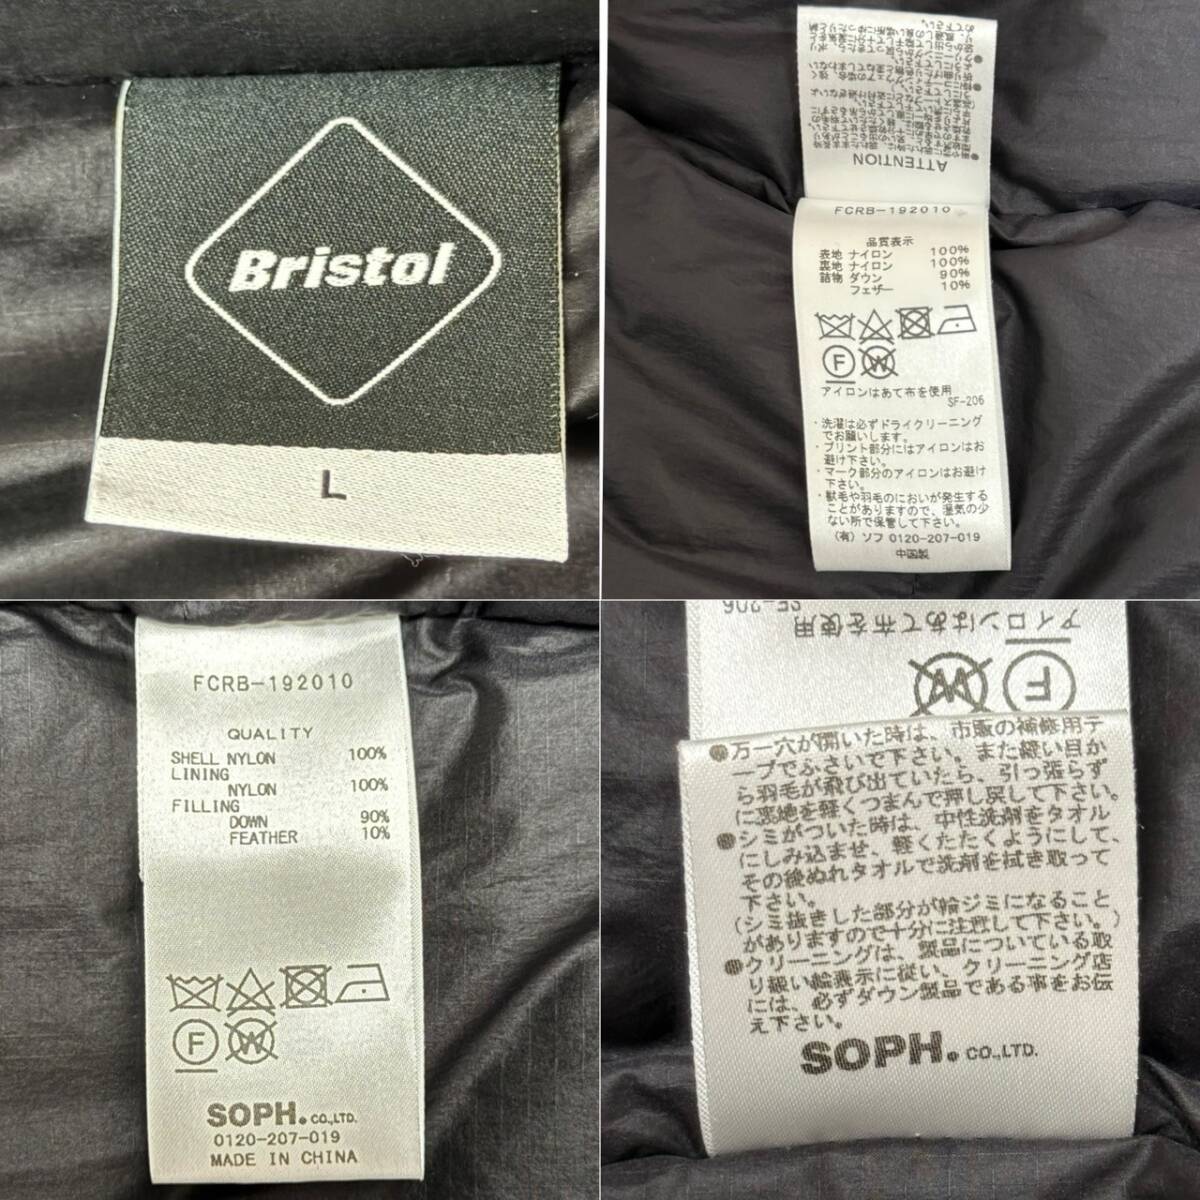 Bristol
L
ATTENTION
FCRB-192010
品質表示
表地 ナイロン 100%
裏地 ナイロン 100%
詰物 ダウン 90%
フェザー 10%
F
W
アイロンはあて布を使用
SF-206
・洗濯は必ずドライクリーニング
でお願いします。
・プリント部分にはアイロンはお
避け下さい。
・マーク部分のアイロンはお避け
下さい。
・獣毛や羽毛のにおいが発生する
ことがありますので、湿気の少
ない所で保管して下さい。
(有) ソフ 0120-207-019
中国製
FCRB-192010
QUALITY
SHELL NYLON 100%
LINING
NYLON 100%
FILLING
DOWN 90%
FEATHER 10%
F
W
SOPH. CO.,LTD.
0120-207-019
MADE IN CHINA
SF-206
アイロンはあて布を使用
F
W
●万一穴が開いた時は、市販の補修用テ
ープでふさいで下さい。また縫い目か
ら羽毛が飛び出ていたら、引っ張らず
に裏地を軽くつまんで押し戻して下さい。
●シミがついた時は、中性洗剤をタオル
にしみ込ませ、軽くたたくようにして、
その後ぬれタオルで洗剤を拭き取って
下さい。
(シミ抜きした部分が輪ジミになること
がありますので十分に注意して下さい。)
●クリーニングは、製品についている取
り扱い絵表示に従い、クリーニング店
には、必ずダウン製品である事をお伝
え下さい。
SOPH. CO.,LTD.